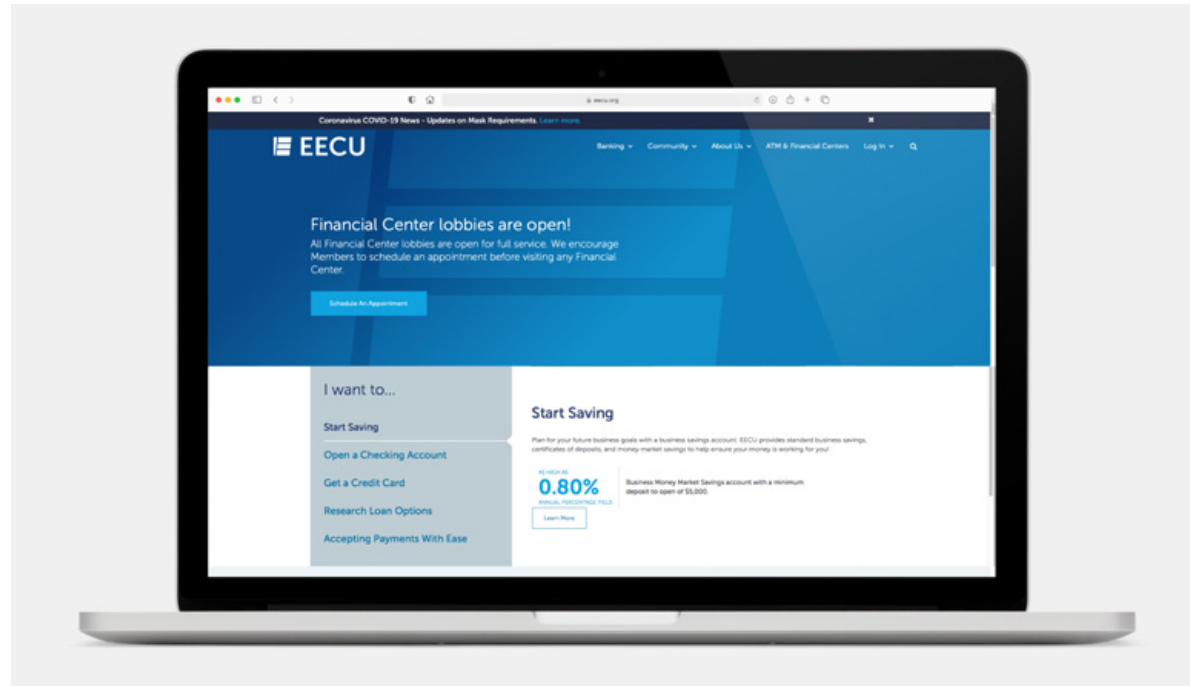 eecu.org
Coronavirus COVID-19 News - Updates on Mask Requirements. Learn more.
EECU
Banking
Community
About Us
ATM & Financial Centers
Log In
Financial Center lobbies are open!
All Financial Center lobbies are open for full service. We encourage
Members to schedule an appointment before visiting any Financial
Center.
Schedule An Appointment
I want to...
Start Saving
Open a Checking Account
Get a Credit Card
Research Loan Options
Accepting Payments With Ease
Start Saving
Plan for your future business goals with a business savings account. EECU provides standard business savings,
certificates of deposits, and money market savings to help ensure your money is working for you!
AS HIGH AS
0.80%
ANNUAL PERCENTAGE YIELD
Business Money Market Savings account with a minimum
deposit to open of $5,000.
Learn More